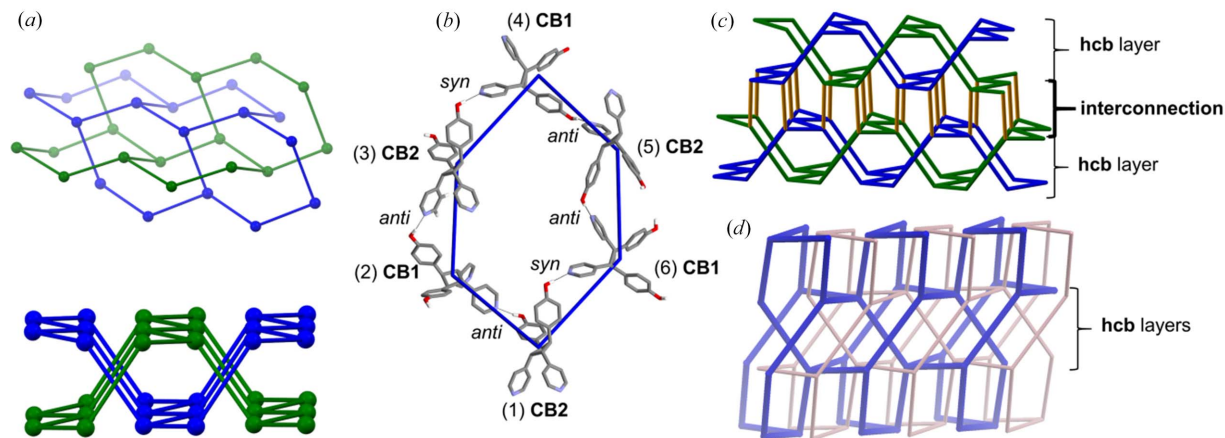 (a)
(b)
(4) CB1
syn
anti
(3) CB2
(5) CB2
anti
anti
(2) CB1
syn
(6) CB1
anti
(1) CB2
(c)
hcb layer
interconnection
hcb layer
(d)
hcb layers